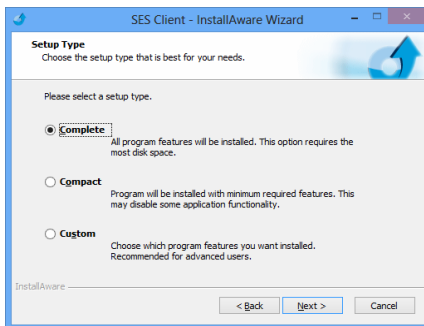 SES Client - InstallAware Wizard
Setup Type
Choose the setup type that is best for your needs.
Please select a setup type.
Complete
All program features will be installed. This option requires the
most disk space.
Compact
Program will be installed with minimum required features. This
may disable some application functionality.
Custom
Choose which program features you want installed.
Recommended for advanced users.
InstallAware
< Back
Next >
Cancel